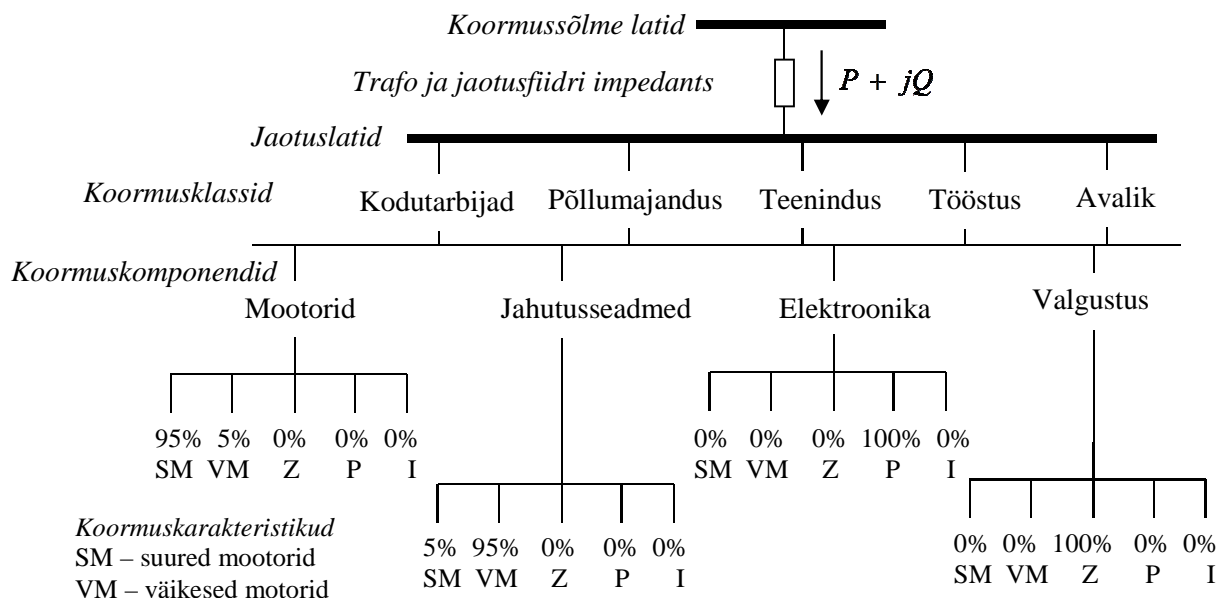 Koormussõlme latid
Trafo ja jaotusfiidri impedants
P + jQ
Jaotuslatid
Koormusklassid
Kodutarbijad Põllumajandus Teenindus Tööstus Avalik
Koormuskomponendid
Mootorid Jahutusseadmed Elektroonika Valgustus
95% 5% 0% 0% 0%
SM VM Z P I
0% 0% 0% 100% 0%
SM VM Z P I
5% 95% 0% 0% 0%
SM VM Z P I
0% 0% 100% 0% 0%
SM VM Z P I
Koormuskarakteristikud
SM – suured mootorid
VM – väikesed motorid